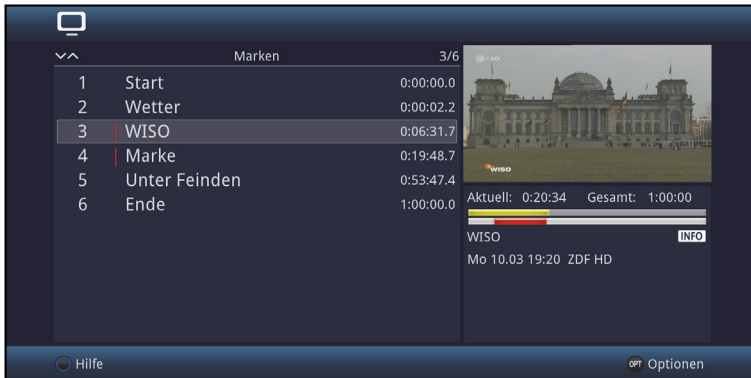 Marken 3/6
1 Start 0:00:00.0
2 Wetter 0:00:02.2
3 WISO 0:06:31.7
4 Marke 0:19:48.7
5 Unter Feinden 0:53:47.4
6 Ende 1:00:00.0
WISO
Aktuell: 0:20:34 Gesamt: 1:00:00
WISO INFO
Mo 10.03 19:20 ZDF HD
Hilfe OPT Optionen